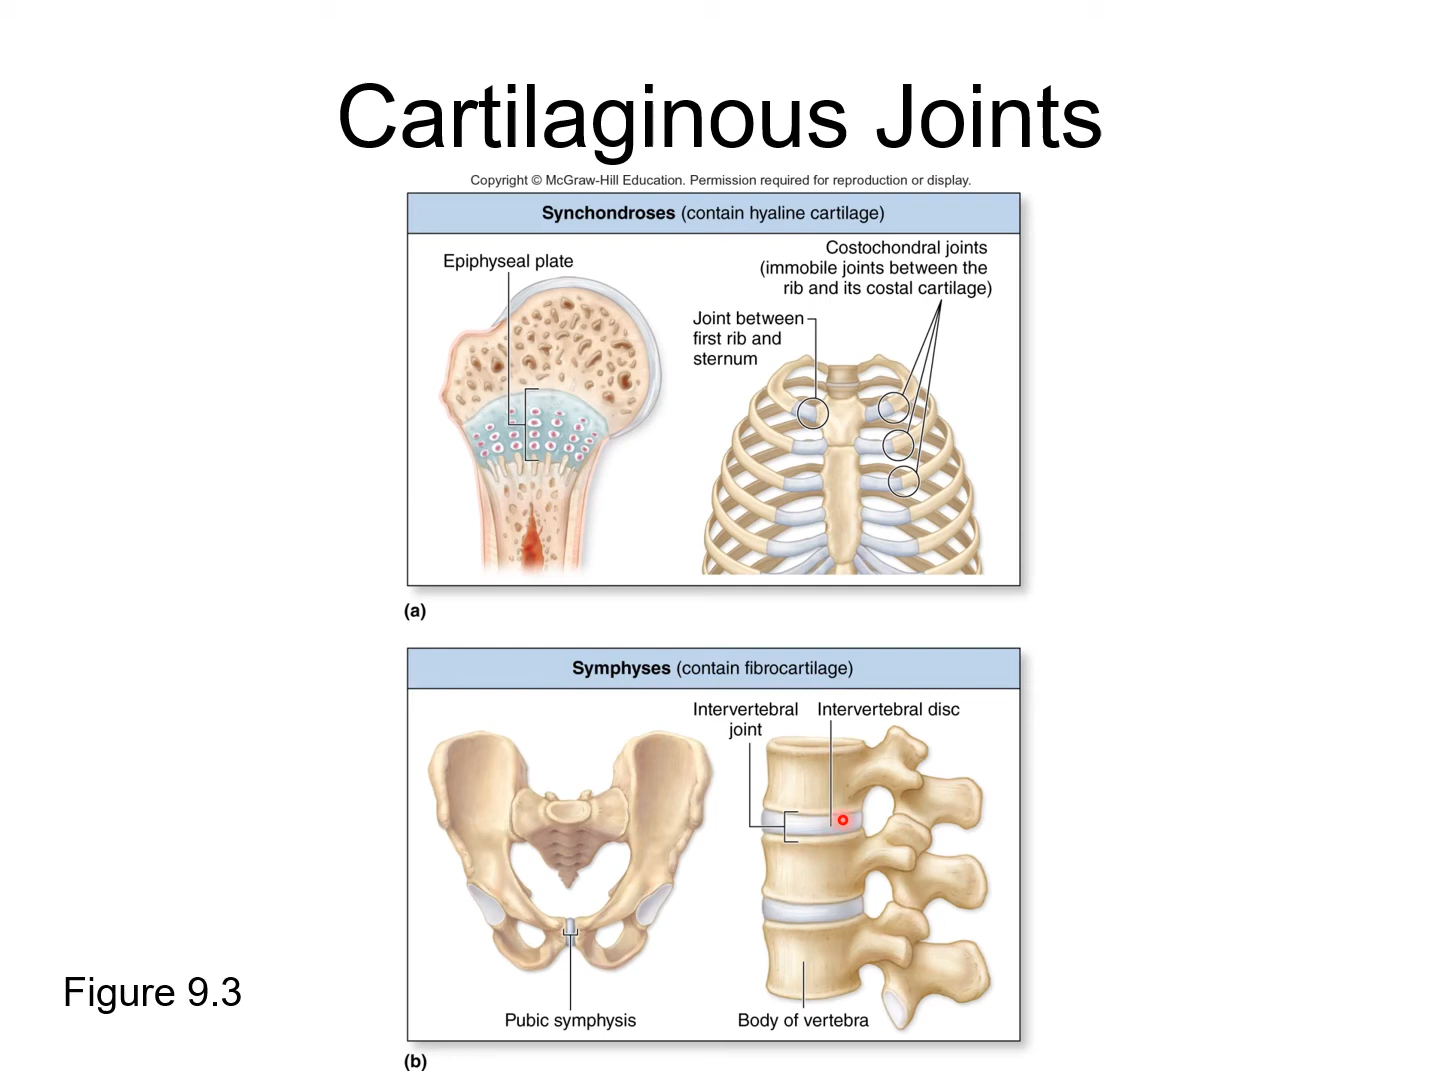 Cartilaginous Joints
Copyright © McGraw-Hill Education. Permission required for reproduction or display.
Synchondroses (contain hyaline cartilage)
Epiphyseal plate
Costochondral joints
(immobile joints between the
rib and its costal cartilage)
Joint between
first rib and
sternum
(a)
Symphyses (contain fibrocartilage)
Intervertebral
joint
Intervertebral disc
Pubic symphysis
Body of vertebra
(b)
Figure 9.3